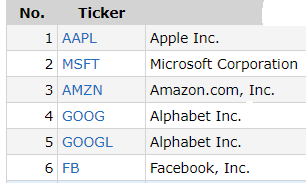 No. Ticker
1 AAPL Apple Inc.
2 MSFT Microsoft Corporation
3 AMZN Amazon.com, Inc.
4 GOOG Alphabet Inc.
5 GOOGL Alphabet Inc.
6 FB Facebook, Inc.